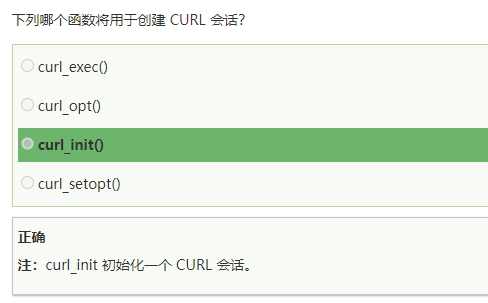 下列哪个函数将用于创建 CURL 会话？
curl_exec()
curl_opt()
curl_init()
curl_setopt()
正确
注：curl_init 初始化一个 CURL 会话。